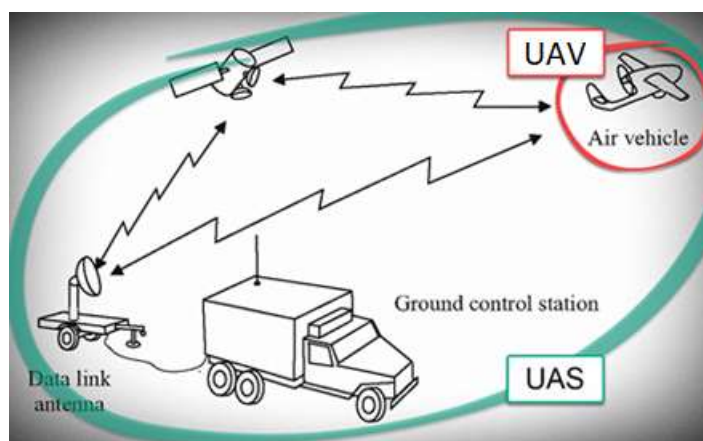 UAV
Air vehicle
Ground control station
Data link
antenna
UAS